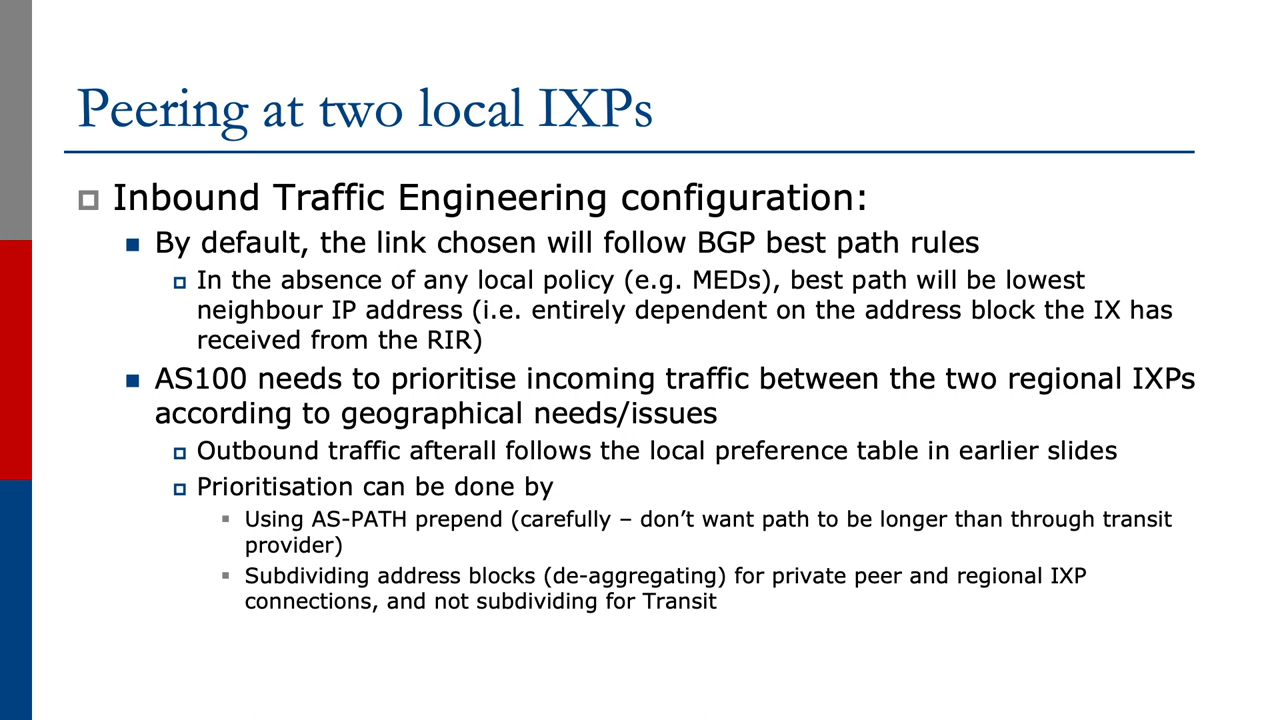 Peering at two local IXPs
Inbound Traffic Engineering configuration:
By default, the link chosen will follow BGP best path rules
In the absence of any local policy (e.g. MEDs), best path will be lowest
neighbour IP address (i.e. entirely dependent on the address block the IX has
received from the RIR)
AS100 needs to prioritise incoming traffic between the two regional IXPs
according to geographical needs/issues
Outbound traffic afterall follows the local preference table in earlier slides
Prioritisation can be done by
Using AS-PATH prepend (carefully – don’t want path to be longer than through transit
provider)
Subdividing address blocks (de-aggregating) for private peer and regional IXP
connections, and not subdividing for Transit